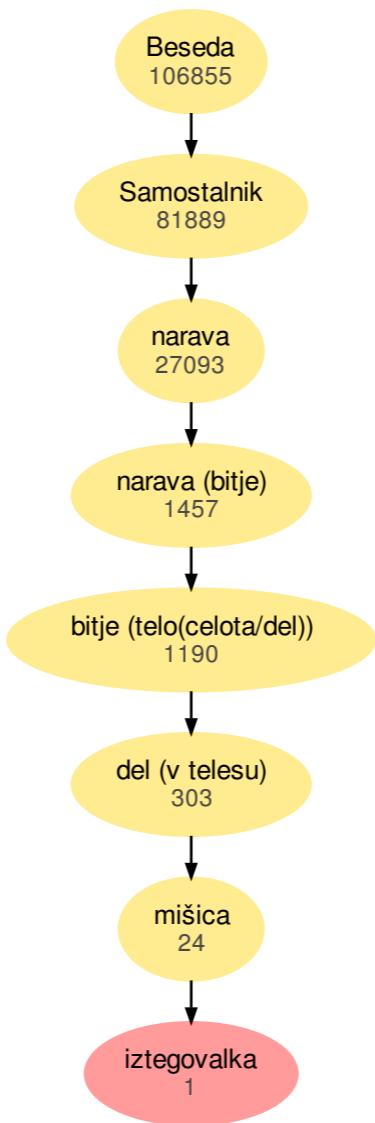 Beseda
106855
Samostalnik
81889
narava
27093
narava (bitje)
1457
bitje (telo(celota/del))
1190
del (v telesu)
303
mišica
24
iztegovalka
1